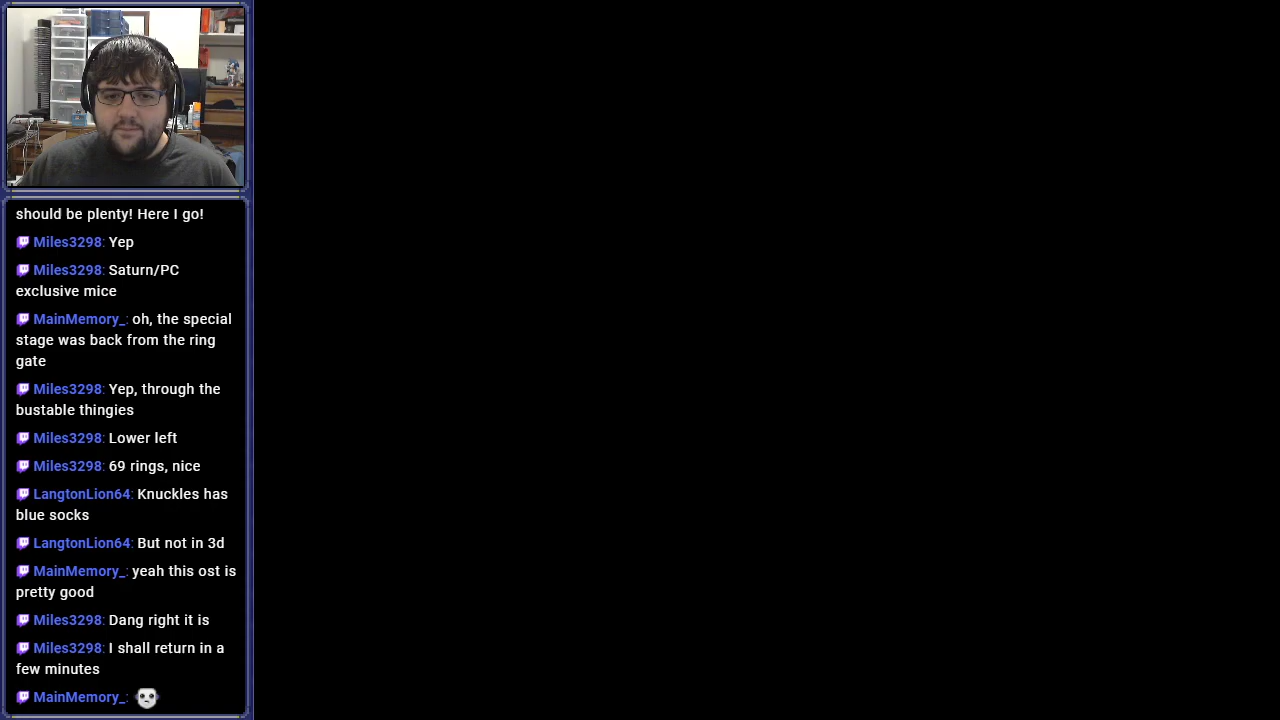 should be plenty! Here I go!
Miles3298: Yep
Miles3298: Saturn/PC
exclusive mice
MainMemory_: oh, the special
stage was back from the ring
gate
Miles3298: Yep, through the
bustable thingies
Miles3298: Lower left
Miles3298: 69 rings, nice
LangtonLion64: Knuckles has
blue socks
LangtonLion64: But not in 3d
MainMemory_: yeah this ost is
pretty good
Miles3298: Dang right it is
Miles3298: I shall return in a
few minutes
MainMemory_: